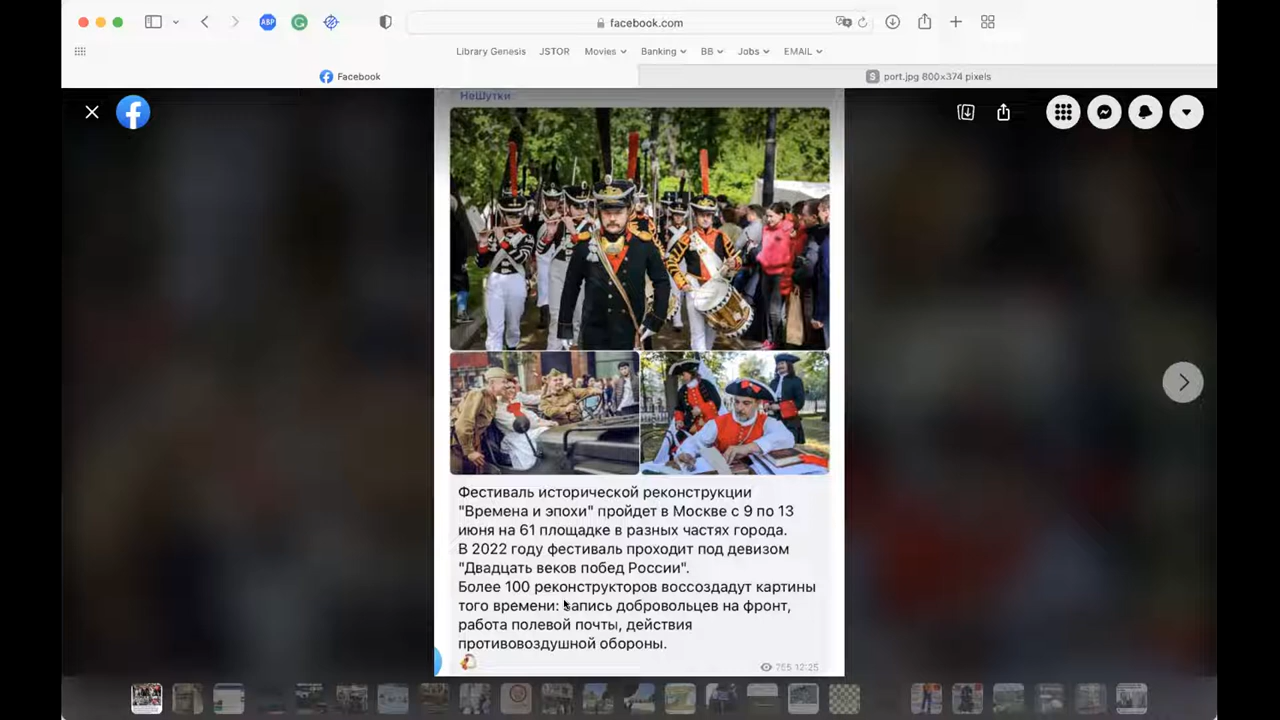 facebook.com
Library Genesis JSTOR Movies Banking BB Jobs EMAIL
Facebook
port.jpg 800×374 pixels
НеШутки
Фестиваль исторической реконструкции
"Времена и эпохи" пройдет в Москве с 9 по 13
июня на 61 площадке в разных частях города.
В 2022 году фестиваль проходит под девизом
"Двадцать веков побед России".
Более 100 реконструкторов воссоздадут картины
того времени: запись добровольцев на фронт,
работа полевой почты, действия
противовоздушной обороны.
755 12:25